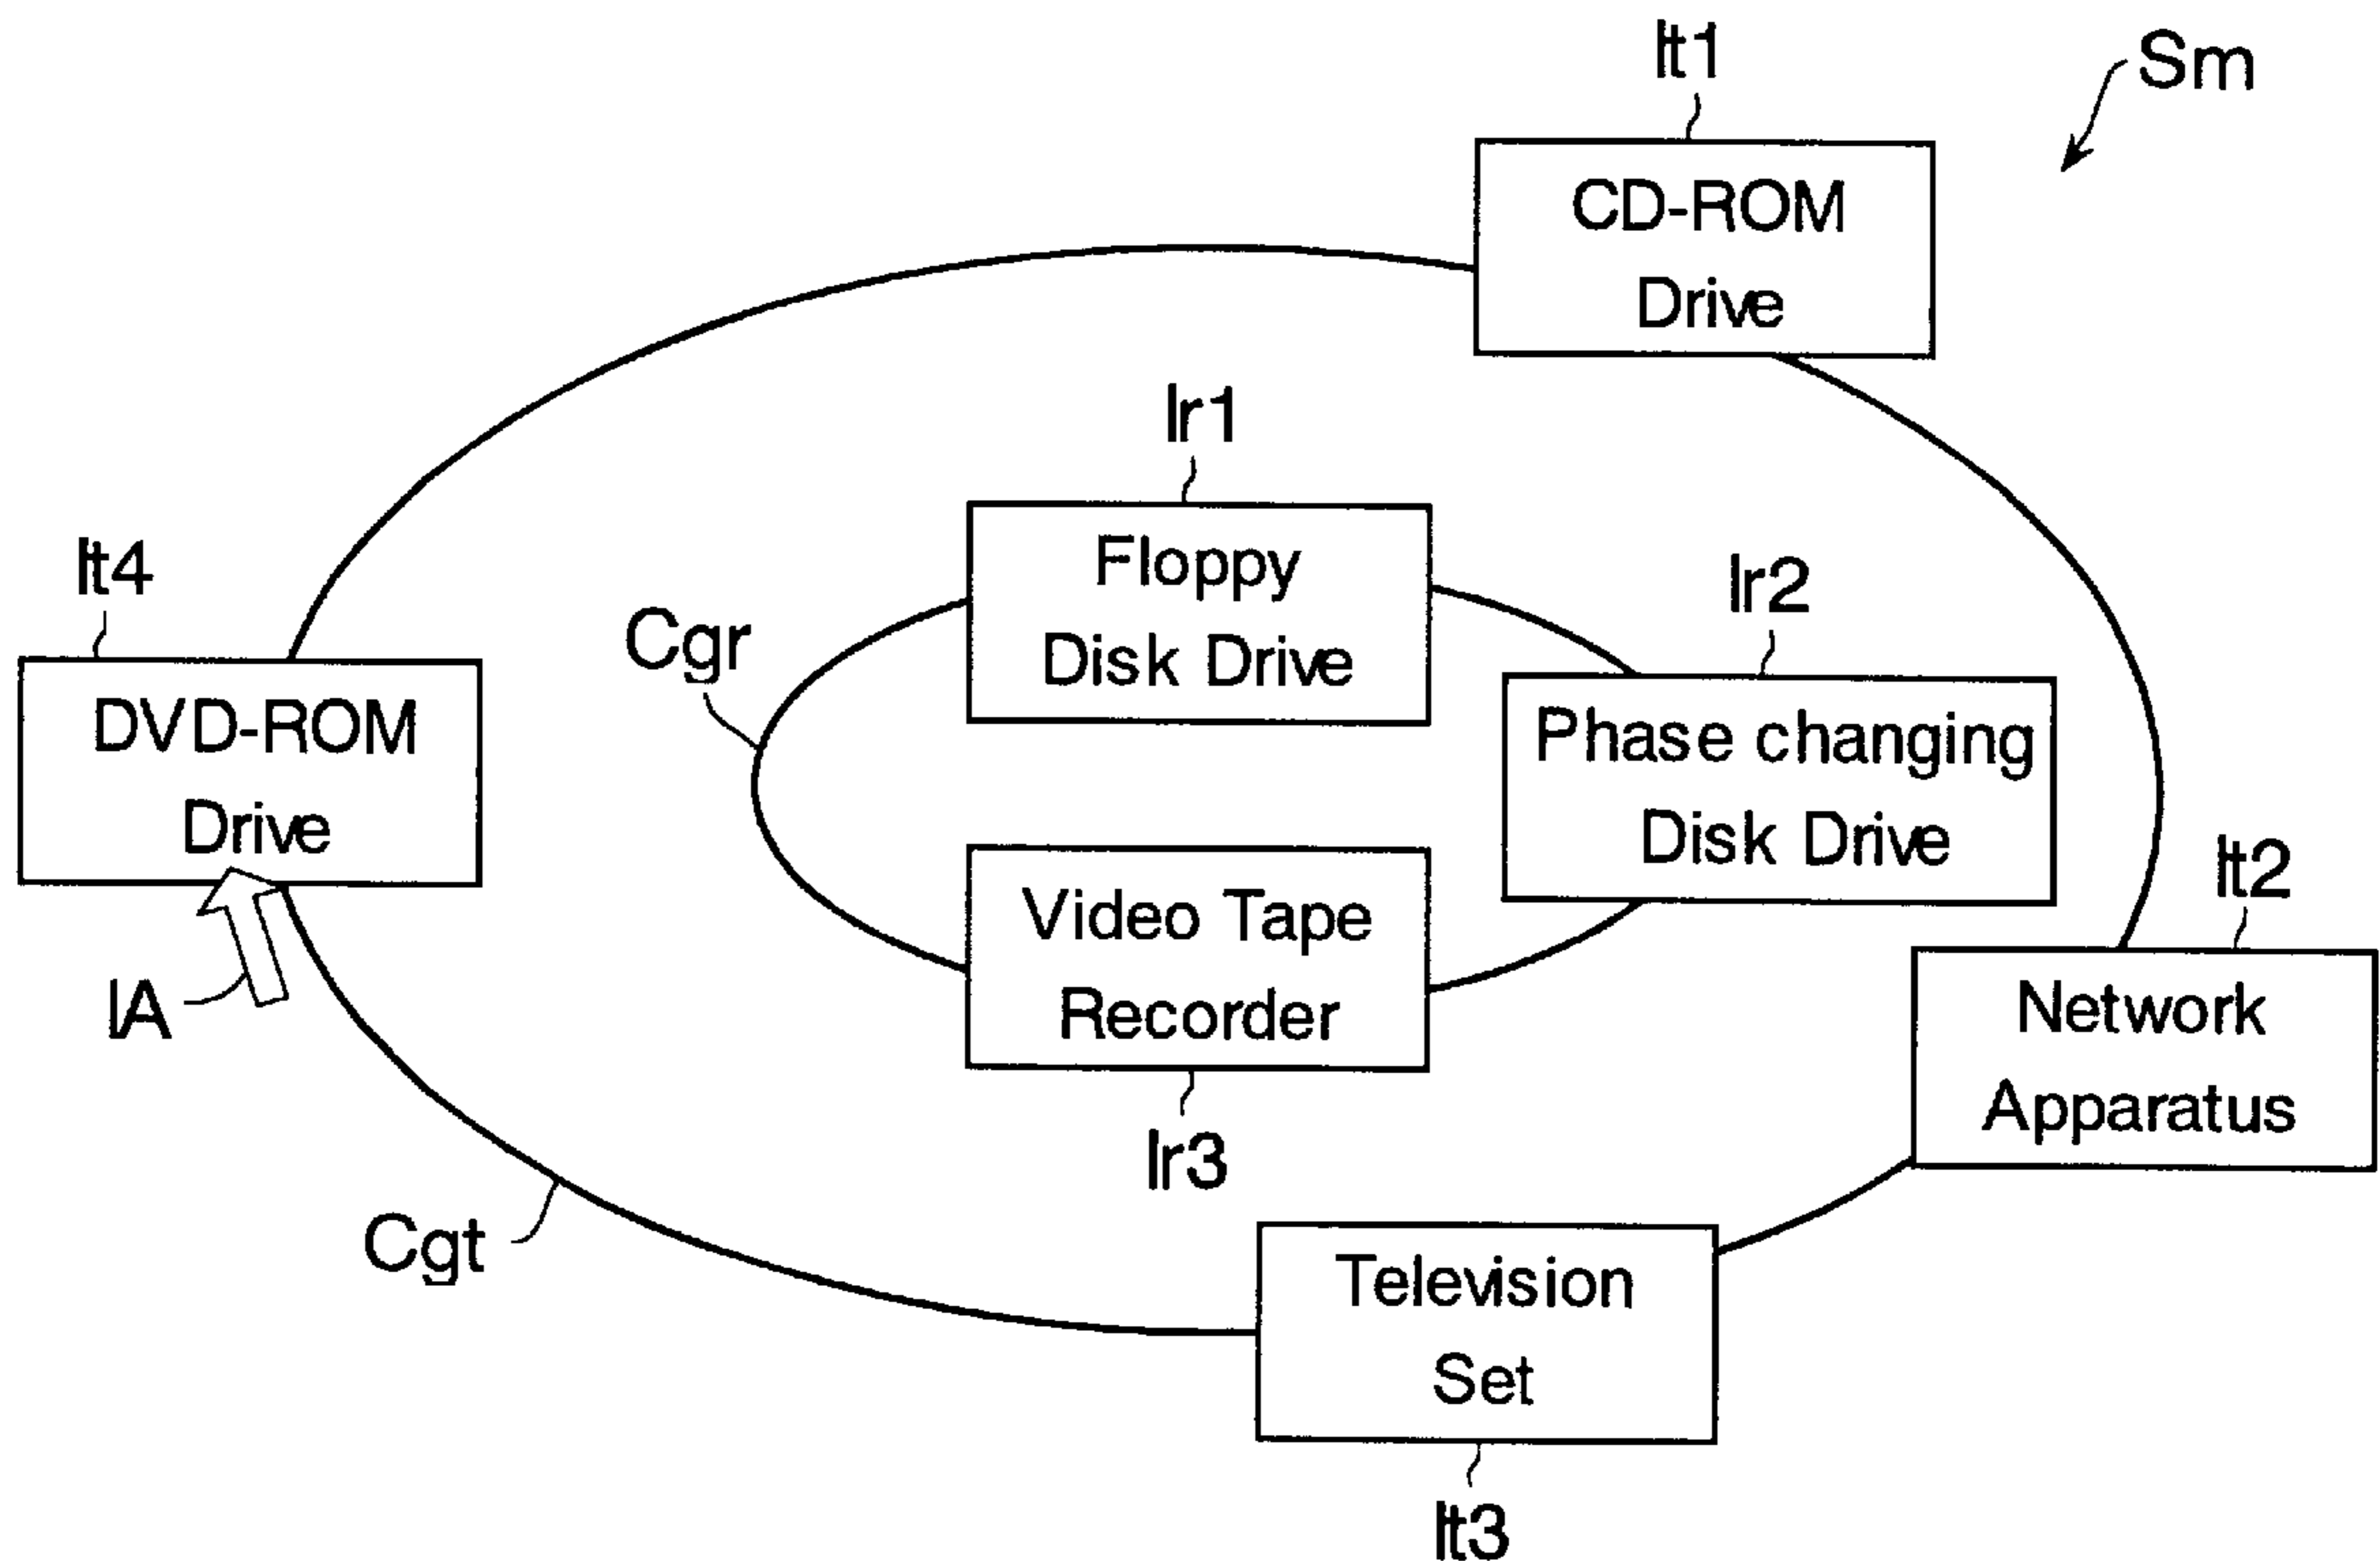 It1
Sm
CD-ROM
Drive
Ir1
Floppy
Disk Drive
It4
Cgr
Ir2
DVD-ROM
Drive
Phase changing
Disk Drive
It2
Video Tape
Recorder
IA
Network
Apparatus
Ir3
Cgt
Television
Set
It3